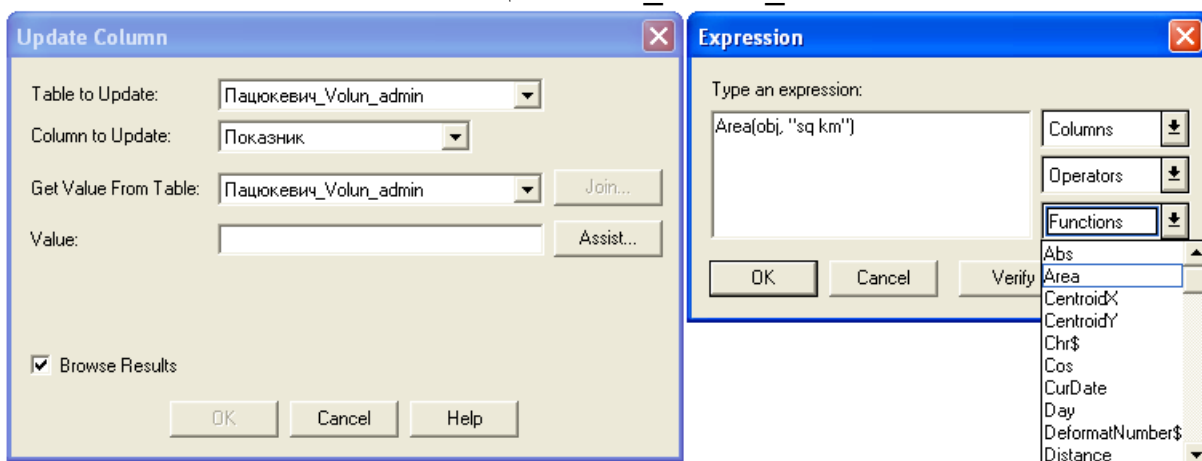 Update Column
Table to Update: Пацюкевич_Volun_admin
Column to Update: Показник
Get Value From Table: Пацюкевич_Volun_admin Join...
Value: Assist...
Browse Results
OK Cancel Help
Expression
Type an expression:
Area(obj, "sq km")
Columns
Operators
Functions
OK Cancel Verify
Abs
Area
CentroidX
CentroidY
Chr$
Cos
CurDate
Day
DeformatNumber$
Distance